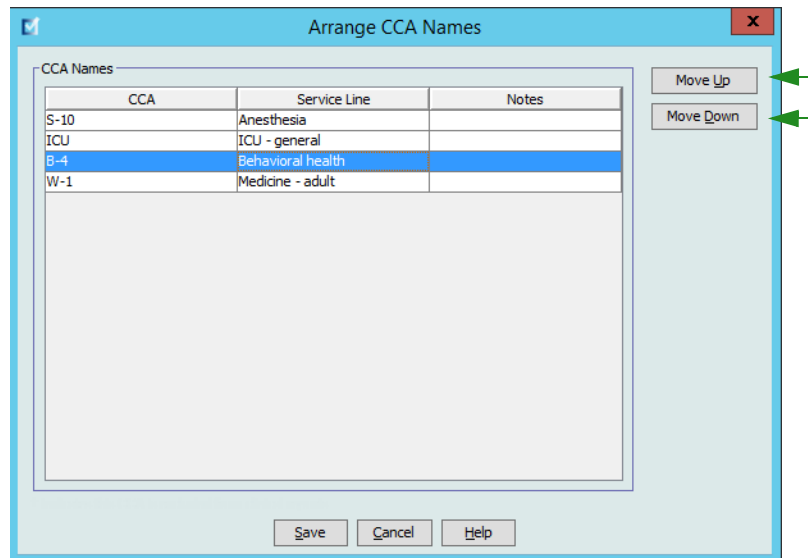 Arrange CCA Names
x
CCA Names
Move Up
Move Down
CCA Service Line Notes
S-10 Anesthesia
ICU ICU - general
B-4 Behavioral health
W-1 Medicine - adult
Save Cancel Help